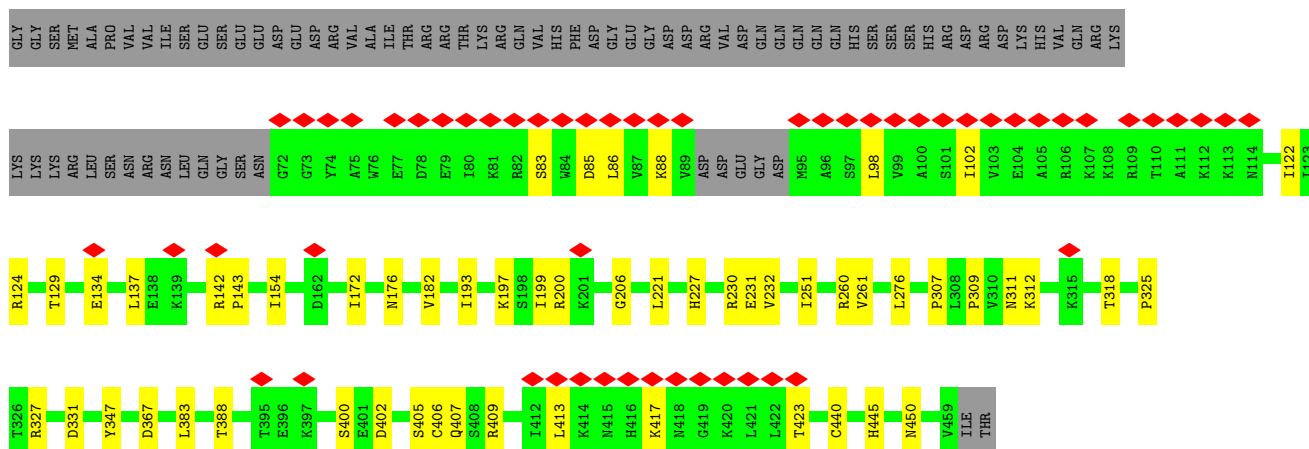 GLY GLY SER MET ALA PRO VAL VAL ILE SER GLU SER GLU GLU ASP GLU ASP ARG VAL ALA ILE THR ARG ARG THR LYS ARG GLN VAL HIS PHE ASP GLY GLU GLY ASP ASP ARG VAL ASP GLN GLN GLN GLN GLN HIS SER SER SER HIS ARG ASP ARG ASP LYS HIS VAL GLN ARG LYS
LYS LYS LYS ARG LEU SER ASN ARG ASN LEU GLN GLY SER ASN G72 G73 Y74 A75 W76 E77 D78 E79 I80 K81 R82 S83 W84 D85 L86 V87 K88 V89 ASP ASP GLU GLY ASP M95 A96 S97 L98 V99 A100 S101 I102 V103 E104 A105 R106 K107 K108 R109 T110 A111 K112 K113 N114 I122 I123
R124 T129 E134 L137 E138 K139 R142 P143 I154 D162 I172 N176 V182 I193 K197 S198 I199 R200 K201 G206 L221 H227 R230 E231 V232 I251 R260 V261 L276 P307 L308 P309 V310 N311 K312 K315 T318 P325
T326 R327 D331 Y347 D367 L383 T388 T395 E396 K397 S400 E401 D402 S405 C406 Q407 S408 R409 I412 L413 K414 N415 H416 K417 N418 G419 K420 L421 L422 T423 C440 H445 N450 V459 ILE THR